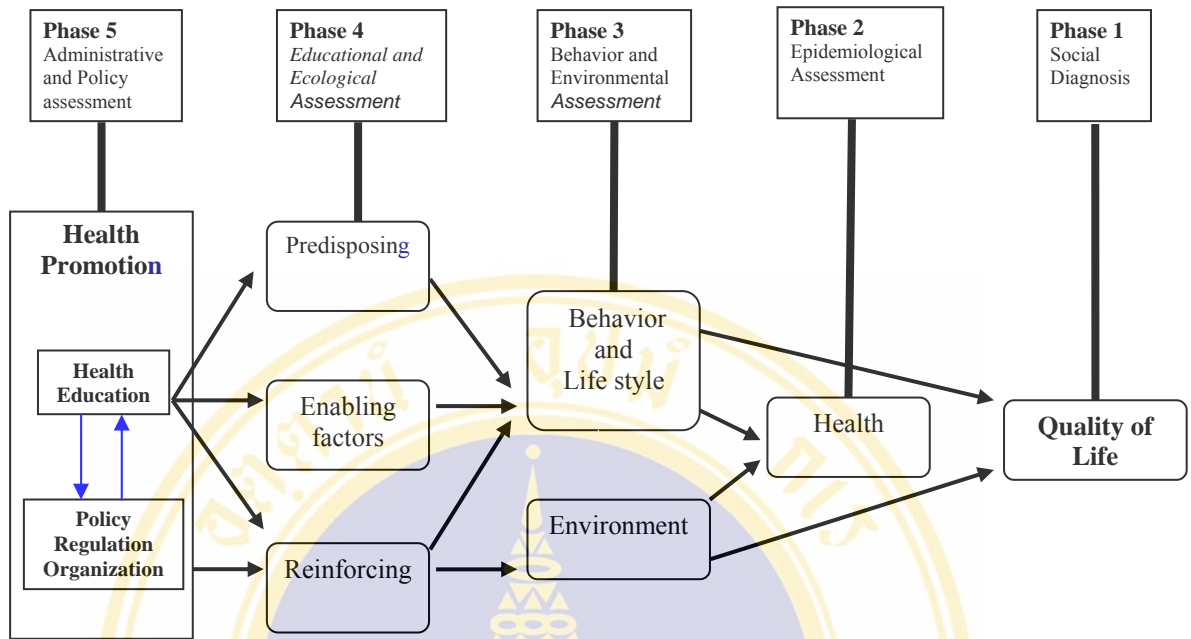 Phase 5
Administrative
and Policy
assessment
Phase 4
Educational and
Ecological
Assessment
Phase 3
Behavior and
Environmental
Assessment
Phase 2
Epidemiological
Assessment
Phase 1
Social
Diagnosis
Health
Promotion
Health
Education
Policy
Regulation
Organization
Predisposing
Enabling
factors
Reinforcing
Behavior
and
Life style
Environment
Health
Quality of
Life